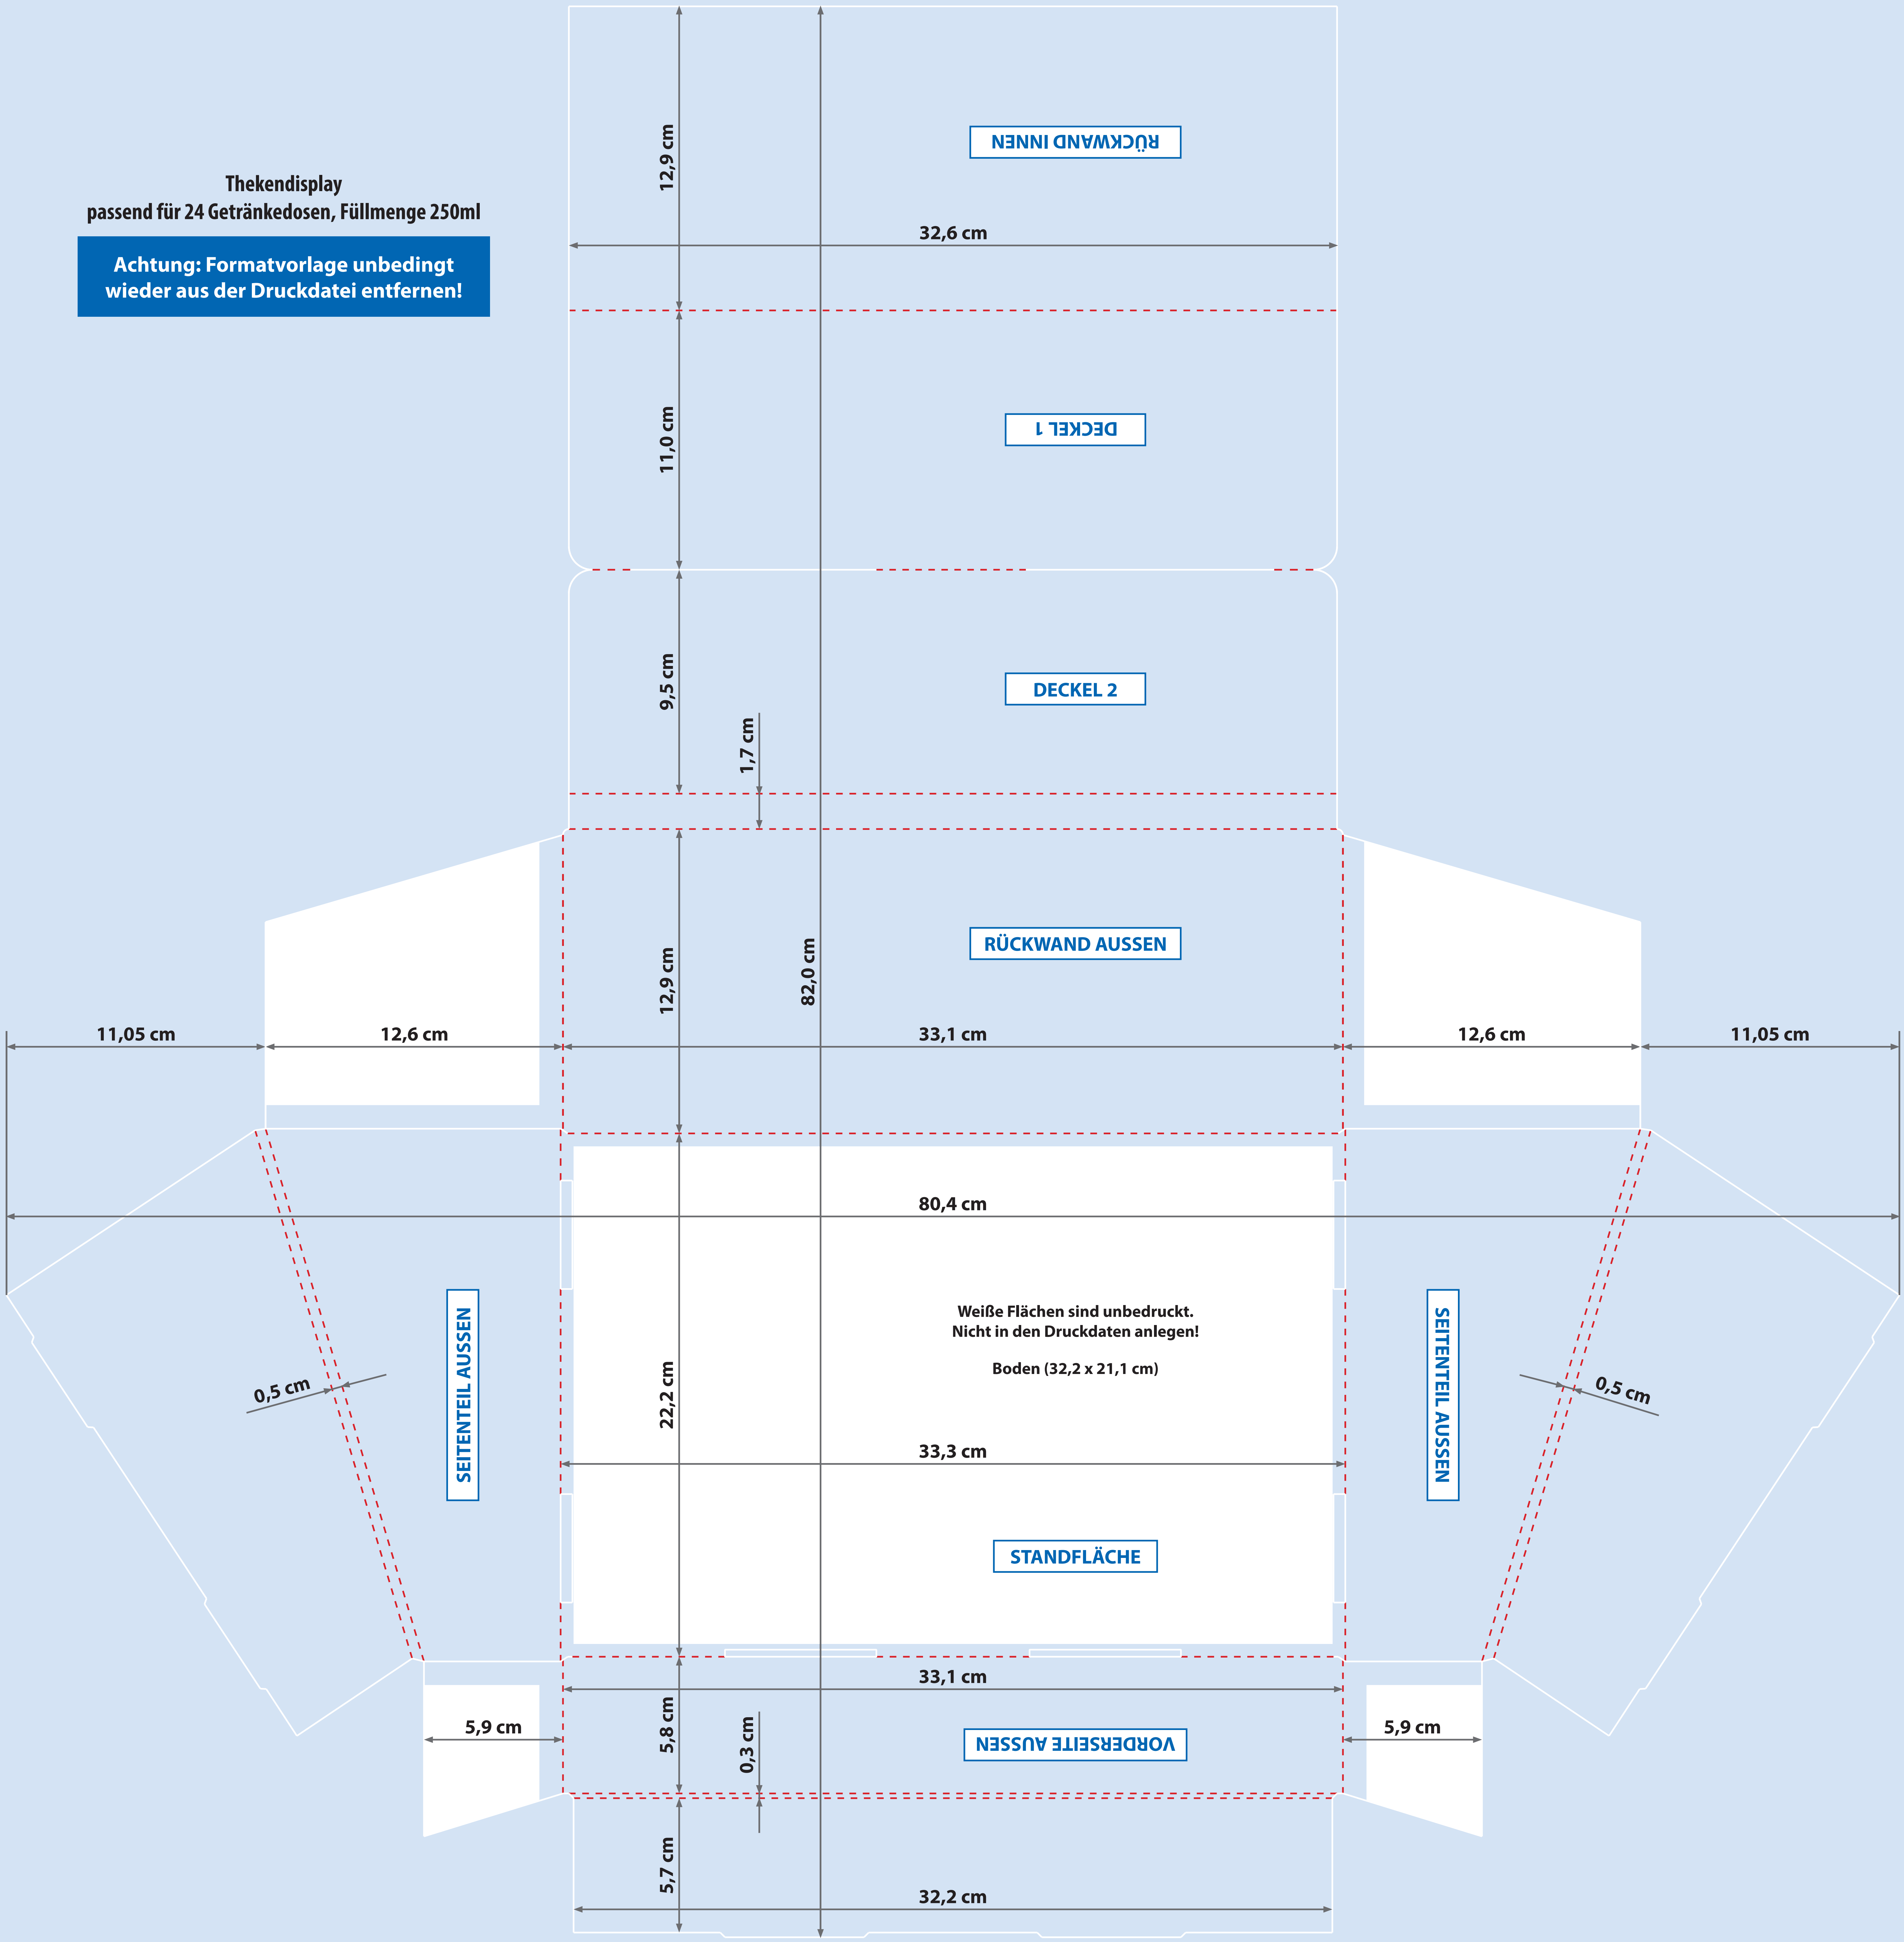 RÜCKWAND INNEN
12,9 cm
Thekendisplay
passend für 24 Getränkedosen, Füllmenge 250ml
32,6 cm
Achtung: Formatvorlage unbedingt
wieder aus der Druckdatei entfernen!
11,0 cm
DECKEL 1
9,5 cm
DECKEL 2
1,7 cm
RÜCKWAND AUSSEN
12,9 cm
82,0 cm
11,05 cm
12,6 cm
33,1 cm
12,6 cm
11,05 cm
80,4 cm
Weiße Flächen sind unbedruckt.
Nicht in den Druckdaten anlegen!
Boden (32,2 x 21,1 cm)
SEITENTEIL AUSSEN
SEITENTEIL AUSSEN
0,5 cm
22,2 cm
0,5 cm
33,3 cm
STANDFLÄCHE
33,1 cm
5,9 cm
5,8 cm
0,3 cm
VORDERSEITE AUSSEN
5,9 cm
5,7 cm
32,2 cm